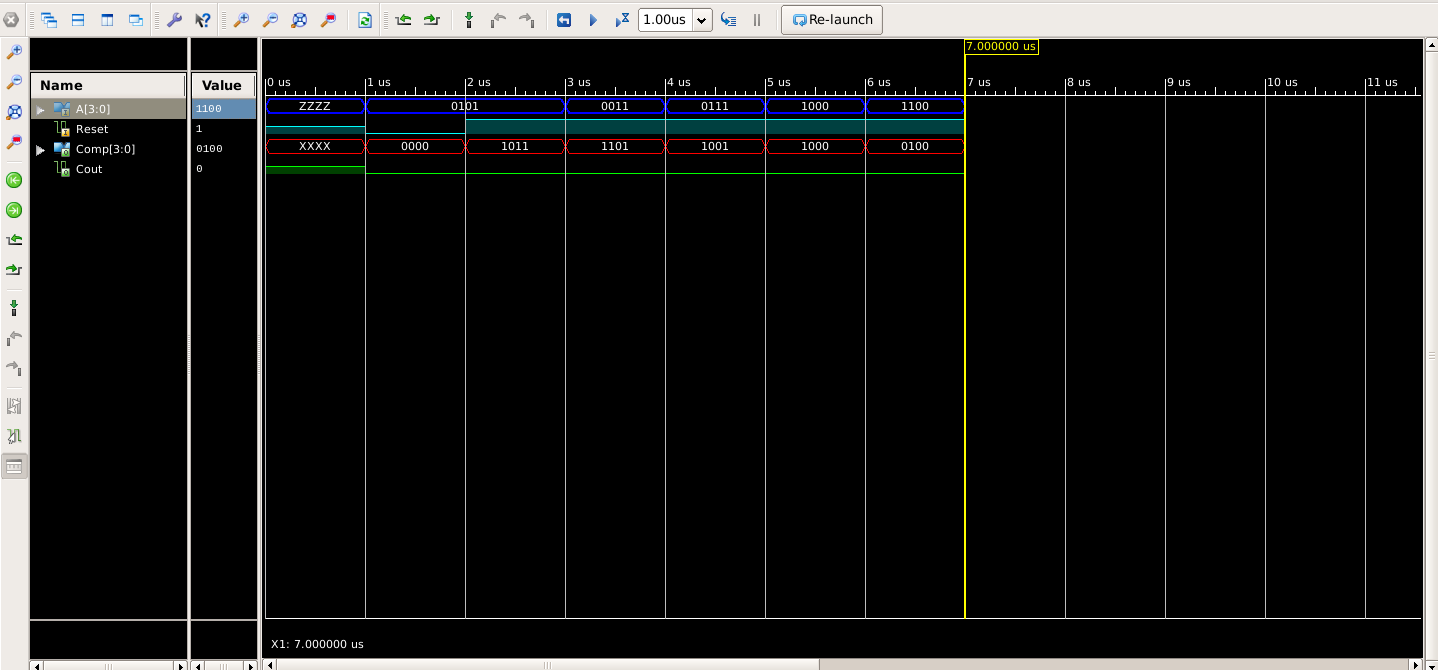 1.00us Re-launch
7.000000 us
Name Value 0 us 1 us 2 us 3 us 4 us 5 us 6 us 7 us 8 us 9 us 10 us 11 us
A[3:0] 1100 ZZZZ 0101 0011 0111 1000 1100
Reset 1
Comp[3:0] 0100 XXXX 0000 1011 1101 1001 1000 0100
Cout 0
X1: 7.000000 us